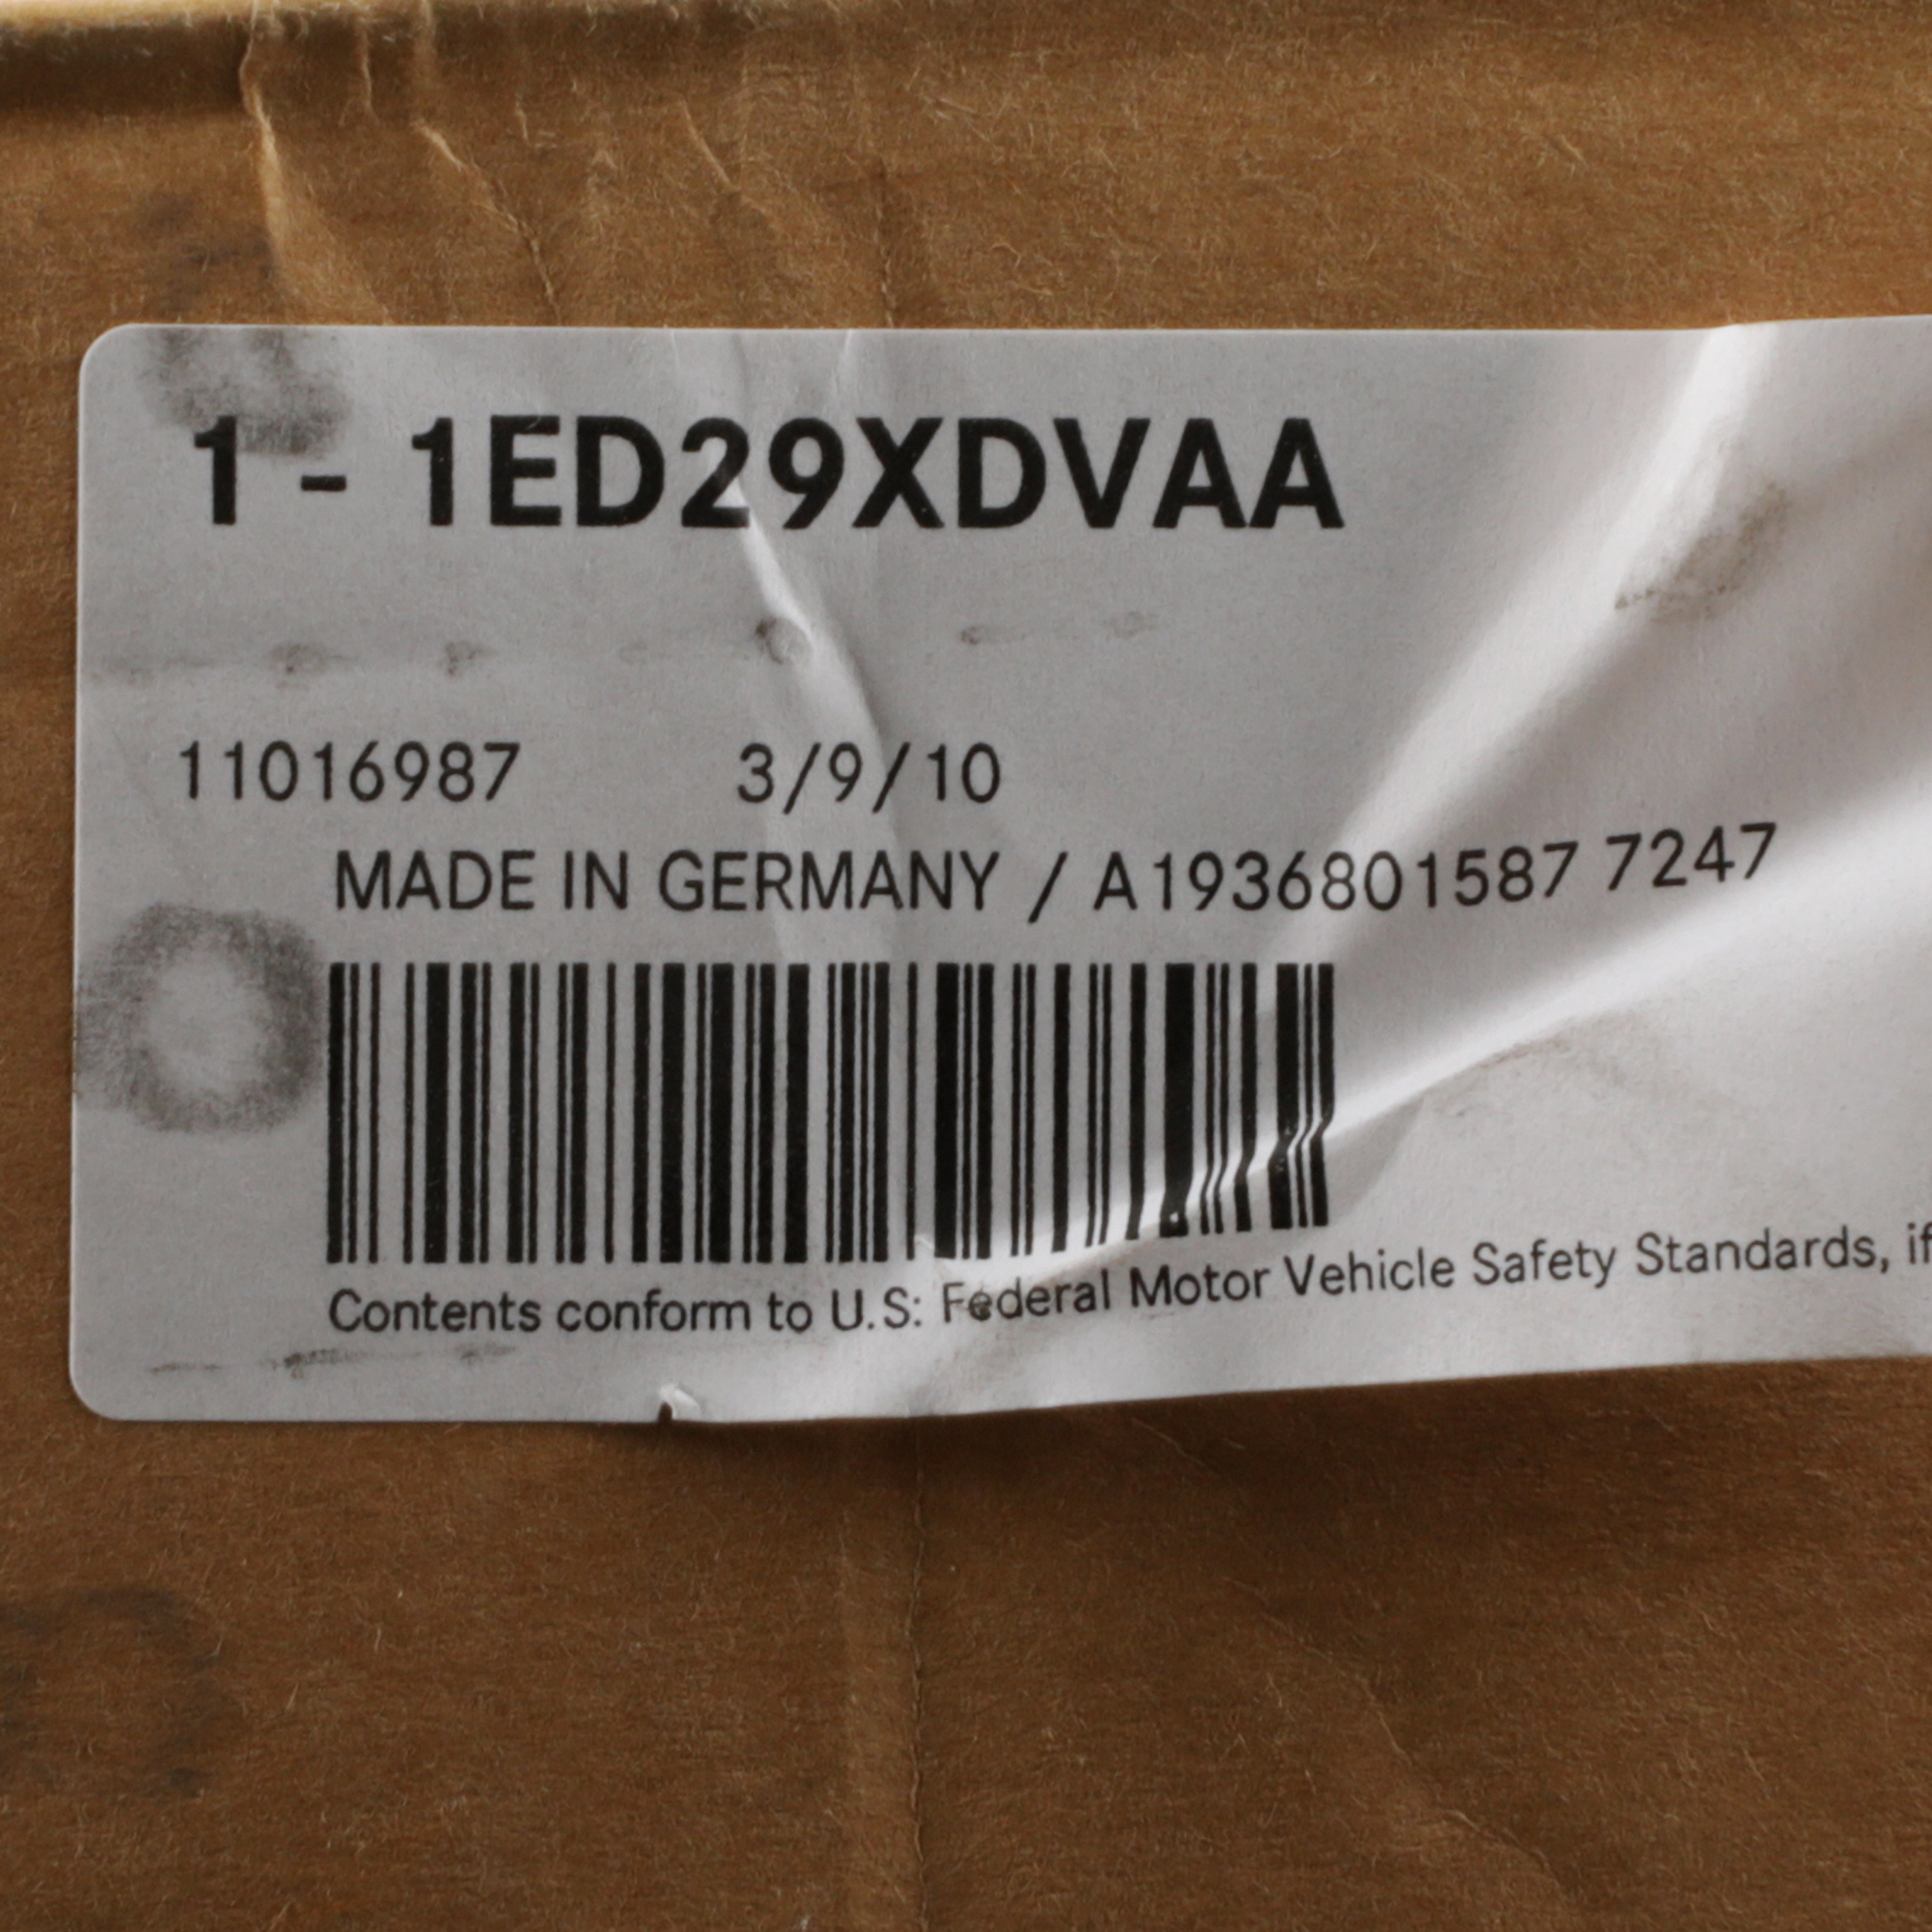 1 - 1ED29XDVAA
11016987 3/9/10
MADE IN GERMANY / A1936801587 7247
Contents conform to U.S: Federal Motor Vehicle Safety Standards, if